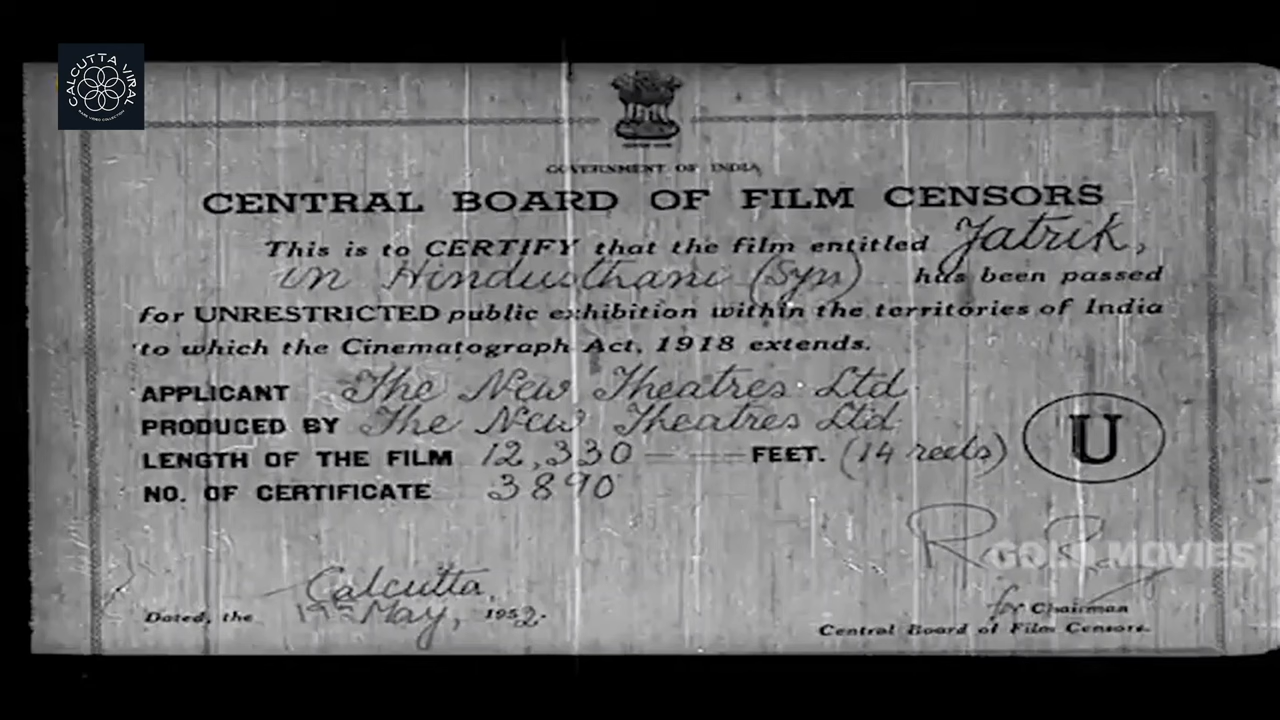 CALCUTTA VIRAL
RARE VIDEO COLLECTION
GOVERNMENT OF INDIA
CENTRAL BOARD OF FILM CENSORS
This is to CERTIFY that the film entitled Jatrik,
in Hindusthani (Syn) has been passed
for UNRESTRICTED public exhibition within the territories of India
to which the Cinematograph Act, 1918 extends.
APPLICANT The New Theatres Ltd
PRODUCED BY The New Theatres Ltd
LENGTH OF THE FILM 12,330 FEET. (14 reels)
U
NO. OF CERTIFICATE 3890
MOVIES
Calcutta,
Dated, the May, 1952.
for Chairman
Central Board of Film Censors.